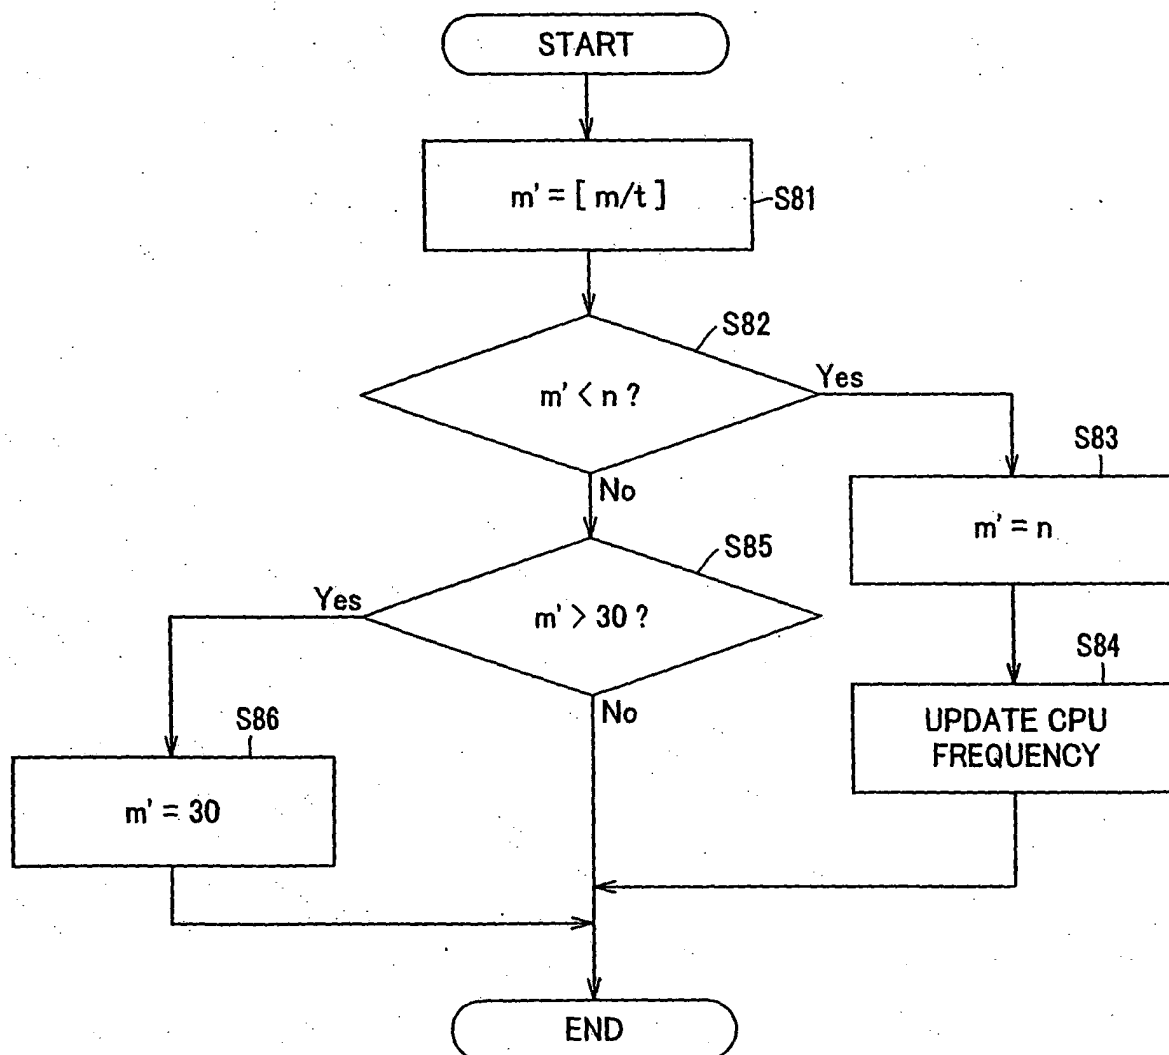 START
m' = [ m/t ]
S81
S82
m' < n ?
Yes
No
S83
m' = n
S85
m' > 30 ?
Yes
No
S84
UPDATE CPU
FREQUENCY
S86
m' = 30
END